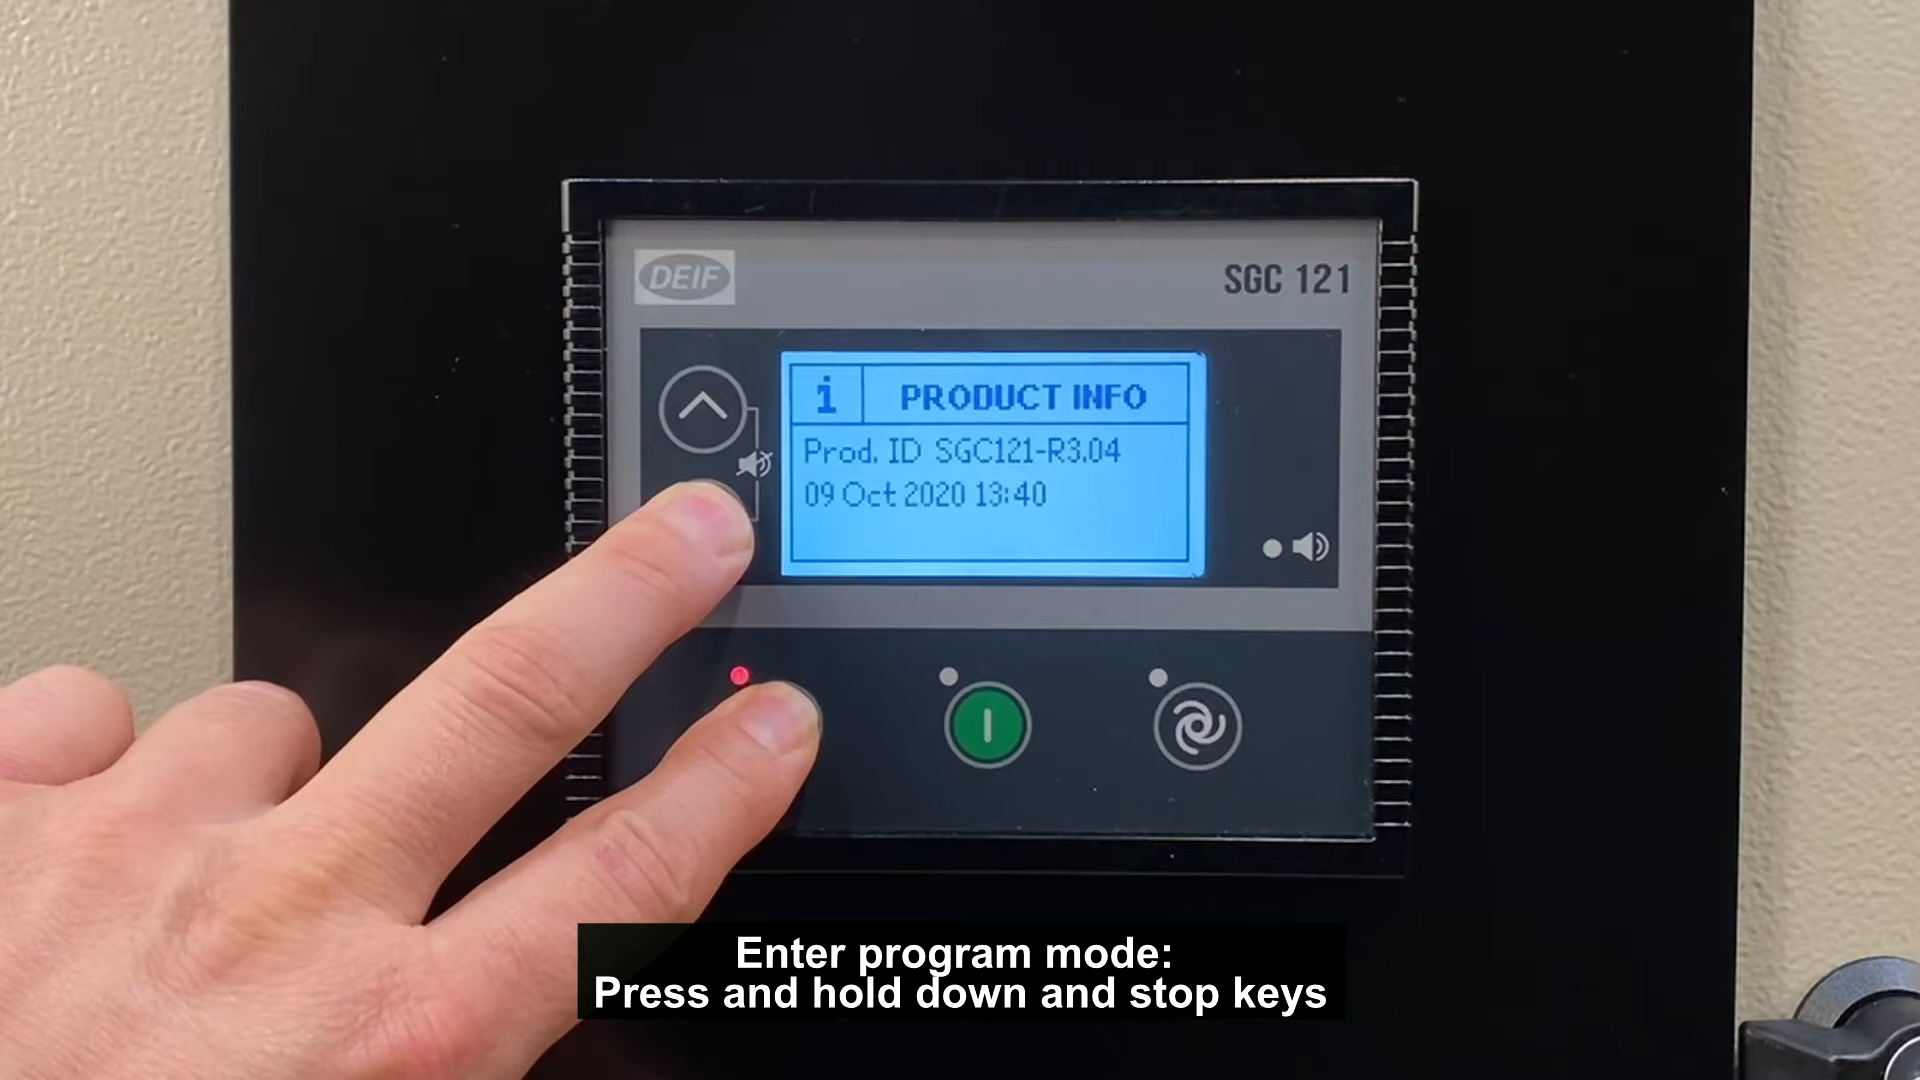 DEIF
SGC 121
i PRODUCT INFO
Prod. ID SGC121-R3.04
09 Oct 2020 13:40
Enter program mode:
Press and hold down and stop keys